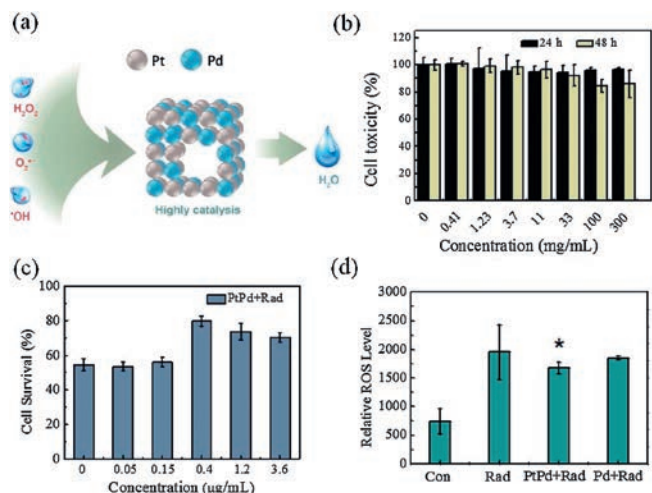 (a)
Pt
Pd
H₂O₂
O₂•⁻
•OH
Highly catalysis
H₂O
(b)
24 h
48 h
120
100
80
60
40
20
0
Cell toxicity (%)
0
0.41
1.23
3.7
11
33
100
300
Concentration (mg/mL)
(c)
PtPd+Rad
100
80
60
40
20
0
Cell Survival (%)
0
0.05
0.15
0.4
1.2
3.6
Concentration (µg/mL)
(d)
3000
2500
2000
1500
1000
500
0
Relative ROS Level
*
Con
Rad
PtPd+Rad
Pd+Rad